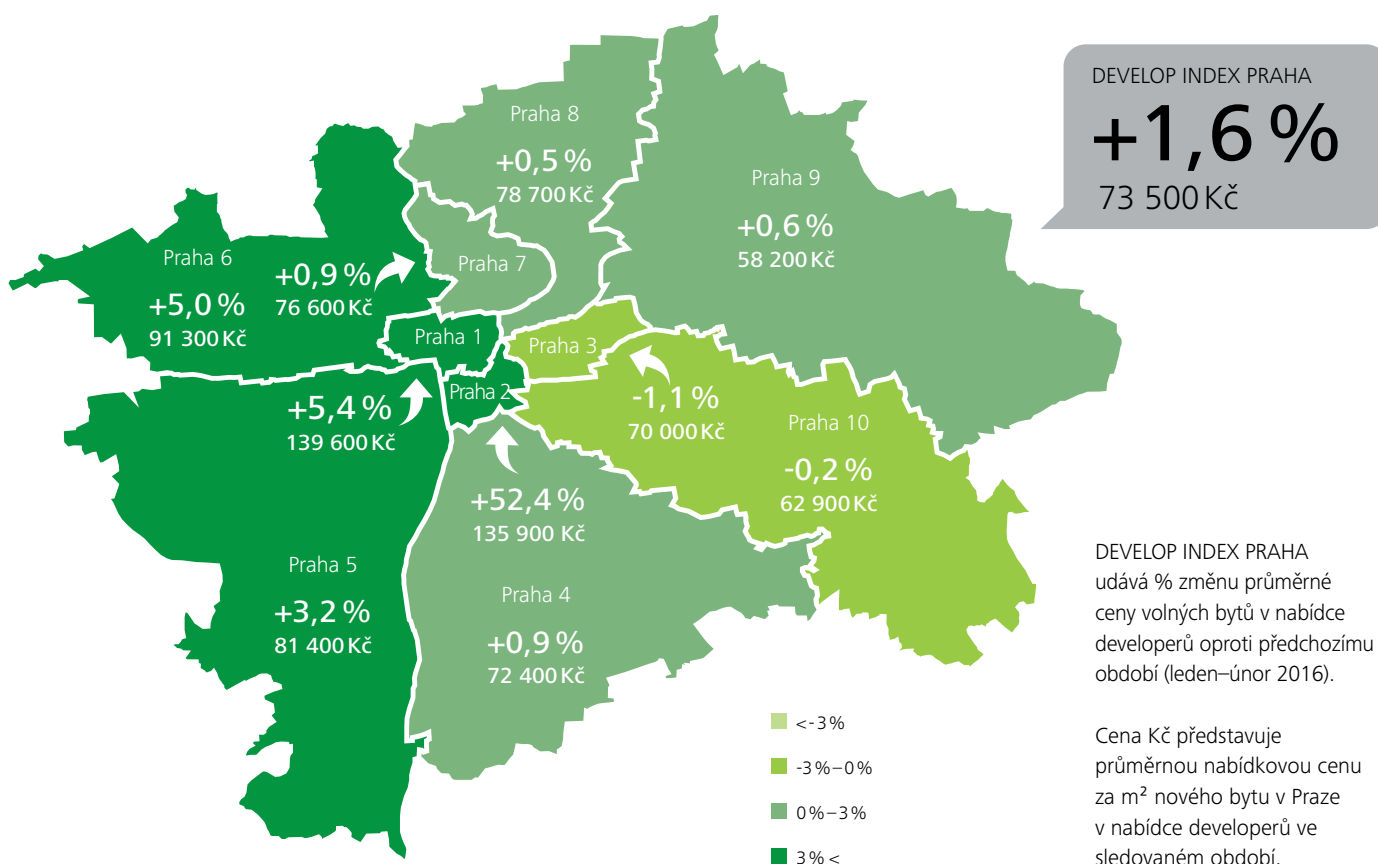 DEVELOP INDEX PRAHA
+1,6 %
73 500 Kč
Praha 8
+0,5 %
78 700 Kč
Praha 9
+0,6 %
58 200 Kč
Praha 6
+5,0 %
91 300 Kč
+0,9 %
76 600 Kč
Praha 7
Praha 1
Praha 3
Praha 2
+5,4 %
139 600 Kč
-1,1 %
70 000 Kč
Praha 10
-0,2 %
62 900 Kč
+52,4 %
135 900 Kč
Praha 5
+3,2 %
81 400 Kč
Praha 4
+0,9 %
72 400 Kč
<-3%
-3%–0%
0%–3%
3%<
DEVELOP INDEX PRAHA
udává % změnu průměrné
ceny volných bytů v nabídce
developerů oproti předchozímu
období (leden–únor 2016).
Cena Kč představuje
průměrnou nabídkovou cenu
za m² nového bytu v Praze
v nabídce developerů ve
sledovaném období.